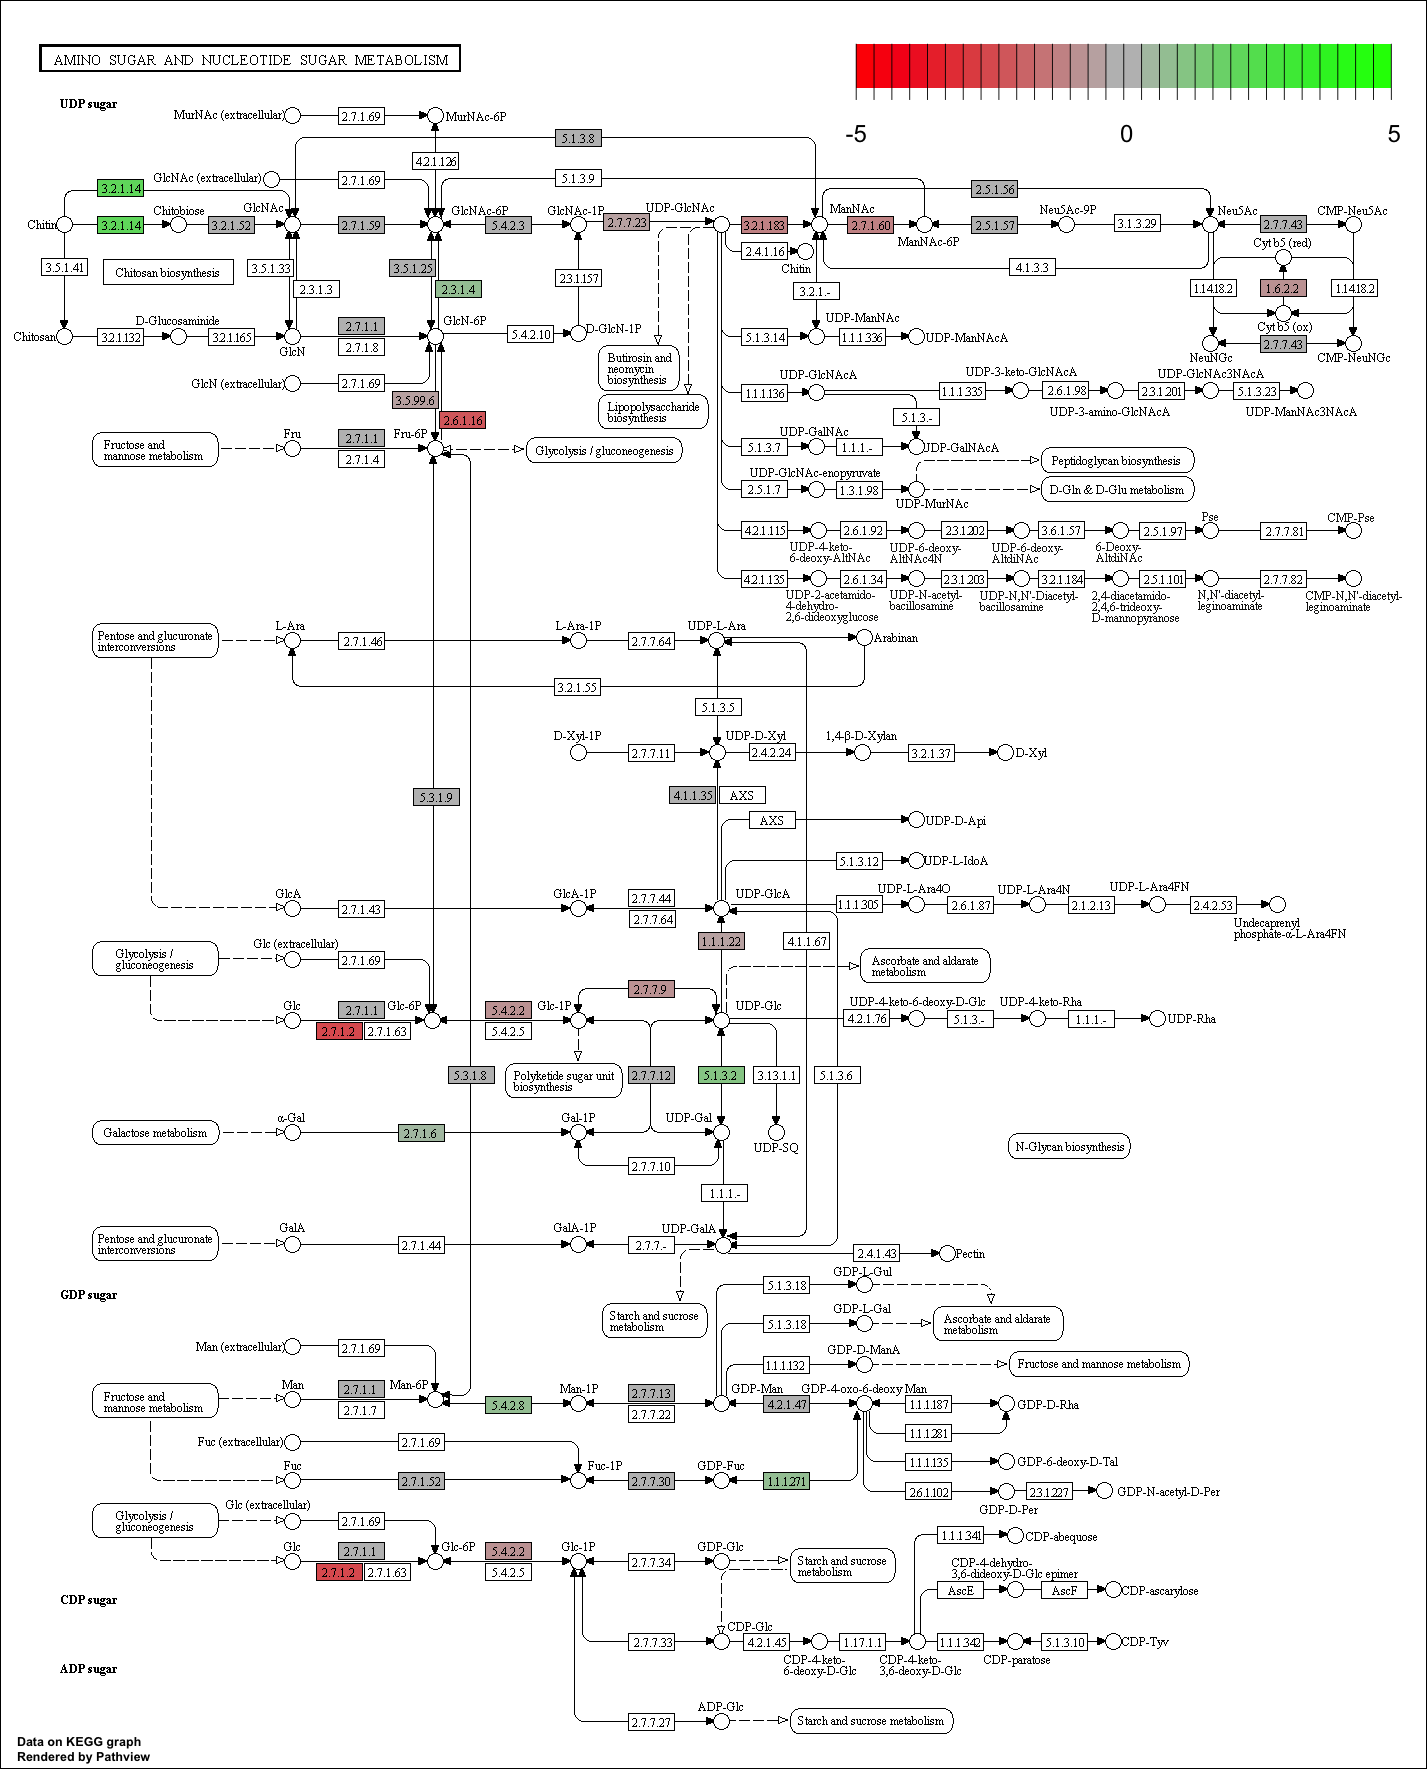 AMINO SUGAR AND NUCLEOTIDE SUGAR METABOLISM
-5 0 5
UDP sugar
MurNAc (extracellular) 2.7.1.69 MurNAc-6P
5.1.3.8
4.2.1.126
3.2.1.14 GlcNAc (extracellular) 2.7.1.69 5.1.3.9 2.5.1.56
Chitobiose GlcNAc GlcNAc-6P GlcNAc-1P UDP-GlcNAc ManNAc Neu5Ac-9P Neu5Ac CMP-Neu5Ac
Chitin 3.2.1.14 3.2.1.52 2.7.1.59 5.4.2.3 2.7.7.23 3.2.1.183 2.7.1.60 2.5.1.57 3.1.3.29 2.7.7.43
ManNAc-6P
Cyt b5 (red)
2.4.1.16
Chitin
3.5.1.41 Chitosan biosynthesis 3.5.1.33 3.5.1.25 2.3.1.157 4.1.3.3
2.3.1.3 2.3.1.4 3.2.1.- 1.14.18.2 1.6.2.2 1.14.18.2
D-Glucosaminide 2.7.1.1 GlcN-6P UDP-ManNAc Cyt b5 (ox)
Chitosan 3.2.1.132 3.2.1.165 5.4.2.10 D-GlcN-1P 5.1.3.14 1.1.1.336 UDP-ManNAcA
GlcN 2.7.1.8 2.7.7.43
NeuNGc CMP-NeuNGc
Butirosin and
neomycin
biosynthesis
GlcN (extracellular) 2.7.1.69 UDP-GlcNAcA UDP-3-keto-GlcNAcA UDP-GlcNAc3NAcA
1.1.1.136 1.1.1.335 2.6.1.98 2.3.1.201 5.1.3.23
3.5.99.6 Lipopolysaccharide
biosynthesis
UDP-3-amino-GlcNAcA UDP-ManNAc3NAcA
2.6.1.16 5.1.3.-
Fructose and
mannose metabolism
Fru 2.7.1.1 Fru-6P UDP-GalNAc
2.7.1.4 Glycolysis / gluconeogenesis 5.1.3.7 1.1.1.- UDP-GalNAcA
Peptidoglycan biosynthesis
UDP-GlcNAc-enopyruvate
2.5.1.7 1.3.1.98 D-Gln & D-Glu metabolism
UDP-MurNAc
Pse CMP-Pse
4.2.1.115 2.6.1.92 2.3.1.202 3.6.1.57 2.5.1.97 2.7.7.81
UDP-4-keto-
6-deoxy-AltNAc
UDP-6-deoxy-
AltNAc4N
UDP-6-deoxy-
AltdiNAc
6-Deoxy-
AltdiNAc
4.2.1.135 2.6.1.34 2.3.1.203 3.2.1.184 2.5.1.101 2.7.7.82
UDP-2-acetamido-
4-dehydro-
2,6-dideoxyglucose
UDP-N-acetyl-
bacillosamine
UDP-N,N'-Diacetyl-
bacillosamine
2,4-diacetamido-
2,4,6-trideoxy-
D-mannopyranose
N,N'-diacetyl-
leginoaminate
CMP-N,N'-diacetyl-
leginoaminate
Pentose and glucuronate
interconversions
L-Ara 2.7.1.46 L-Ara-1P 2.7.7.64 UDP-L-Ara Arabinan
3.2.1.55
5.1.3.5
D-Xyl-1P 2.7.7.11 UDP-D-Xyl 2.4.2.24 1,4-β-D-Xylan 3.2.1.37 D-Xyl
5.3.1.9 4.1.1.35 AXS
AXS UDP-D-Api
5.1.3.12 UDP-L-IdoA
GlcA 2.7.1.43 GlcA-1P 2.7.7.44 UDP-GlcA UDP-L-Ara4O UDP-L-Ara4N UDP-L-Ara4FN
2.7.7.64 1.1.1.305 2.6.1.87 2.1.2.13 2.4.2.53
Undecaprenyl
phosphate-α-L-Ara4FN
1.1.1.22 4.1.1.67
Glycolysis /
gluconeogenesis
Glc (extracellular) 2.7.1.69
Ascorbate and aldarate
metabolism
2.7.7.9
Glc 2.7.1.1 Glc-6P 5.4.2.2 Glc-1P UDP-Glc UDP-4-keto-6-deoxy-D-Glc UDP-4-keto-Rha
2.7.1.2 2.7.1.63 5.4.2.5 4.2.1.76 5.1.3.- 1.1.1.- UDP-Rha
5.3.1.8 Polyketide sugar unit
biosynthesis
2.7.7.12 5.1.3.2 3.13.1.1 5.1.3.6
α-Gal Gal-1P UDP-Gal
Galactose metabolism 2.7.1.6 UDP-SQ N-Glycan biosynthesis
2.7.7.10
1.1.1.-
Pentose and glucuronate
interconversions
GalA 2.7.1.44 GalA-1P 2.7.7.- UDP-GalA
2.4.1.43 Pectin
GDP sugar
GDP-L-Gul
5.1.3.18
Starch and sucrose
metabolism
GDP-L-Gal
5.1.3.18
Ascorbate and aldarate
metabolism
Man (extracellular) 2.7.1.69 GDP-D-ManA
1.1.1.132 Fructose and mannose metabolism
Fructose and
mannose metabolism
Man 2.7.1.1 Man-6P Man-1P 2.7.7.13 GDP-Man GDP-4-oxo-6-deoxy Man
2.7.1.7 5.4.2.8 2.7.7.22 4.2.1.47 1.1.1.187 GDP-D-Rha
1.1.1.281
Fuc (extracellular) 2.7.1.69
1.1.1.135 GDP-6-deoxy-D-Tal
Fuc 2.7.1.52 Fuc-1P 2.7.7.30 GDP-Fuc 1.1.1.271
2.6.1.102 2.3.1.227 GDP-N-acetyl-D-Per
GDP-D-Per
Glycolysis /
gluconeogenesis
Glc (extracellular) 2.7.1.69
1.1.1.341 CDP-abequose
Glc 2.7.1.1 Glc-6P 5.4.2.2 Glc-1P 2.7.7.34 GDP-Glc
2.7.1.2 2.7.1.63 5.4.2.5
Starch and sucrose
metabolism
CDP-4-dehydro-
3,6-dideoxy-D-Glc epimer
AscE AscF CDP-ascarylose
CDP sugar
CDP-Glc
2.7.7.33 4.2.1.45 1.17.1.1 1.1.1.342 5.1.3.10 CDP-Tyv
CDP-4-keto-
6-deoxy-D-Glc
CDP-4-keto-
3,6-deoxy-D-Glc
CDP-paratose
ADP sugar
ADP-Glc
2.7.7.27 Starch and sucrose metabolism
Data on KEGG graph
Rendered by Pathview